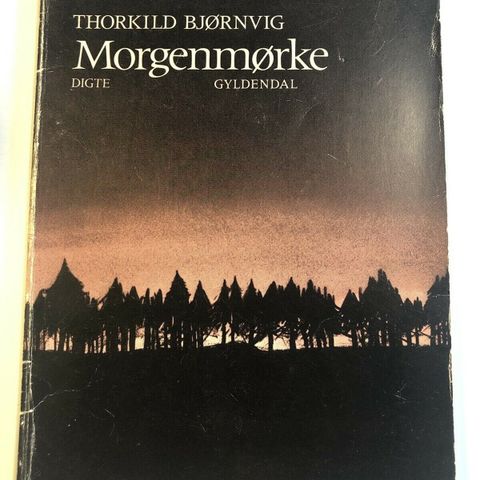 THORKILD BJØRNVIG
Morgenmørke
DIGTE GYLDENDAL